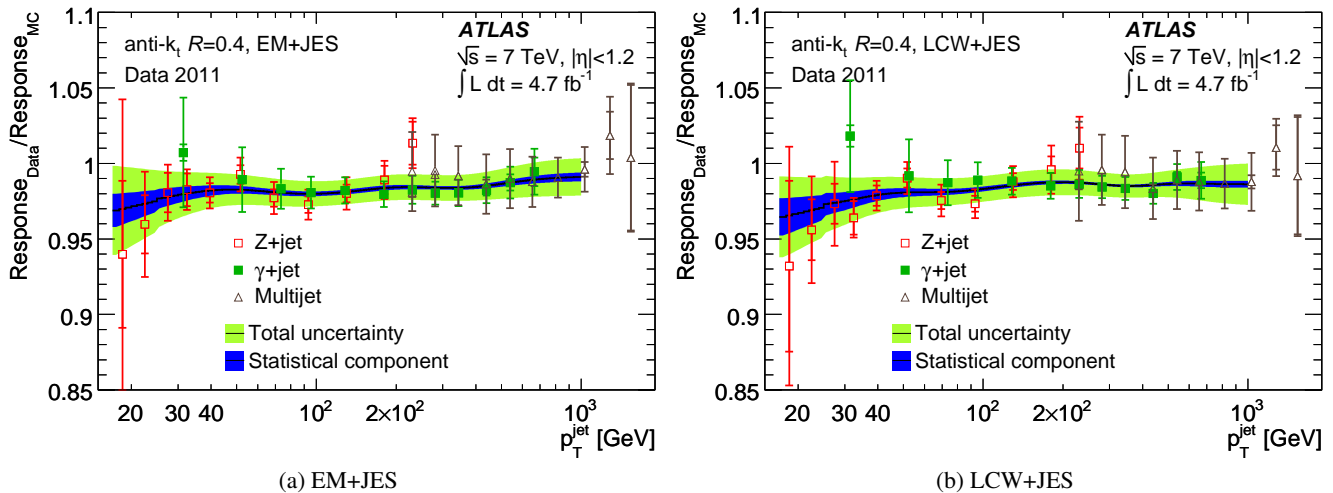 Response_Data/Response_MC
1.1
1.05
1
0.95
0.9
0.85
anti-k_t R=0.4, EM+JES
Data 2011
ATLAS
√s = 7 TeV, |η|<1.2
∫ L dt = 4.7 fb⁻¹
Z+jet
γ+jet
Multijet
Total uncertainty
Statistical component
20 30 40 10² 2×10² 10³
p_T^jet [GeV]
(a) EM+JES
Response_Data/Response_MC
1.1
1.05
1
0.95
0.9
0.85
anti-k_t R=0.4, LCW+JES
Data 2011
ATLAS
√s = 7 TeV, |η|<1.2
∫ L dt = 4.7 fb⁻¹
Z+jet
γ+jet
Multijet
Total uncertainty
Statistical component
20 30 40 10² 2×10² 10³
p_T^jet [GeV]
(b) LCW+JES